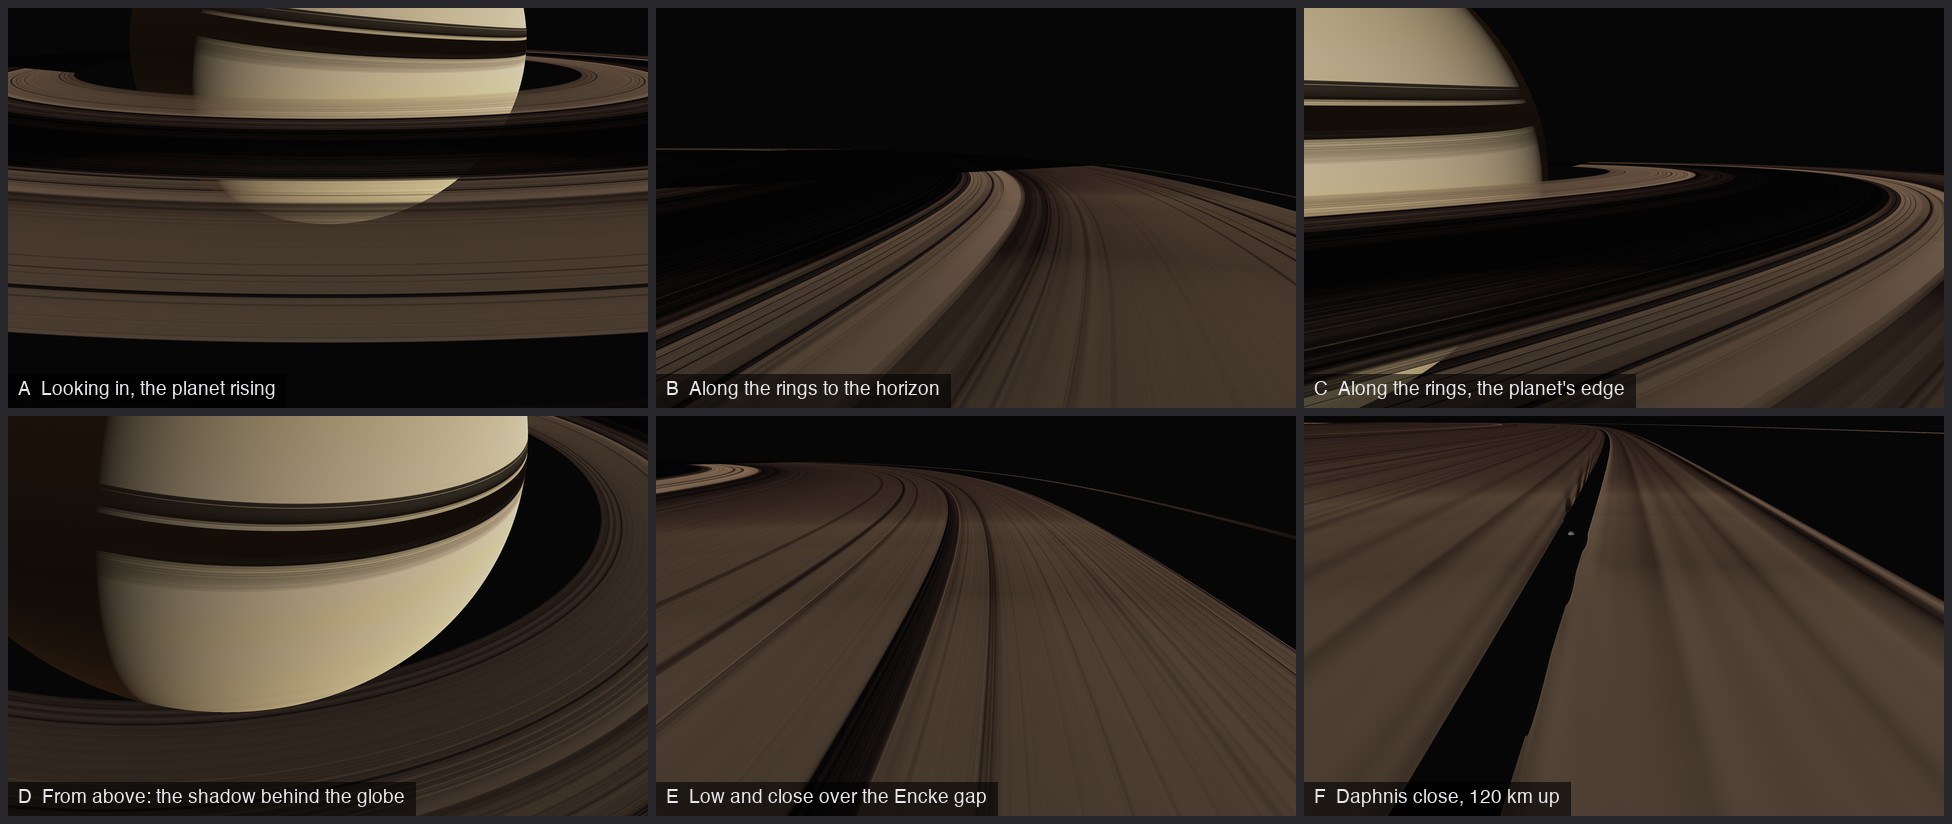 A Looking in, the planet rising
B Along the rings to the horizon
C Along the rings, the planet's edge
D From above: the shadow behind the globe
E Low and close over the Encke gap
F Daphnis close, 120 km up